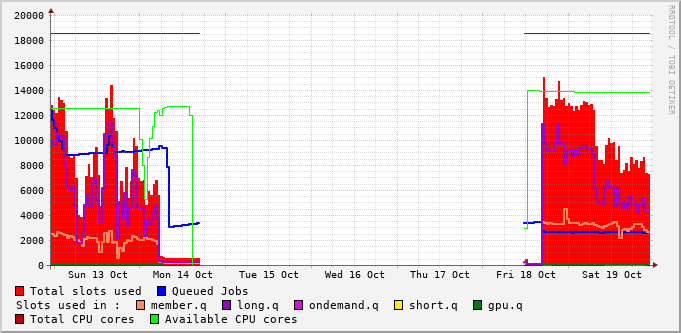 20000
18000
16000
14000
12000
10000
8000
6000
4000
2000
0
Sun 13 Oct Mon 14 Oct Tue 15 Oct Wed 16 Oct Thu 17 Oct Fri 18 Oct Sat 19 Oct
RRDTOOL / TOBI OETIKER
Total slots used Queued Jobs
Slots used in : member.q long.q ondemand.q short.q gpu.q
Total CPU cores Available CPU cores